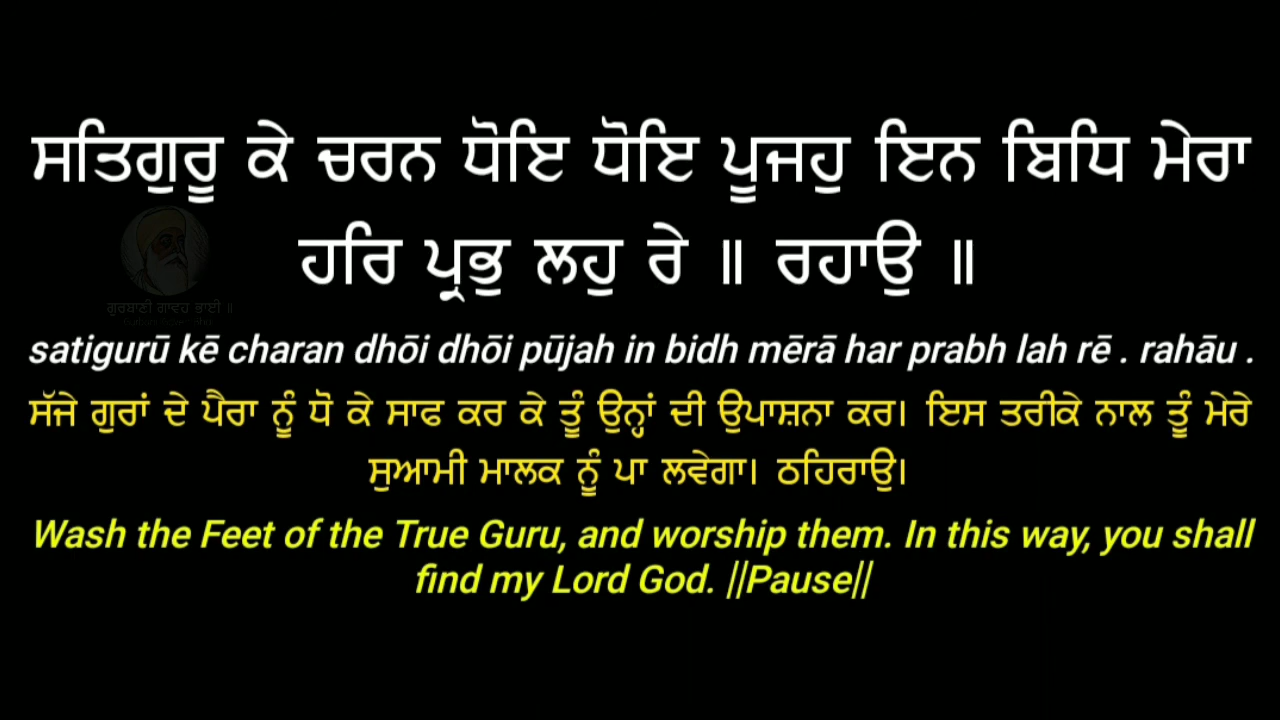 ਸਤਿਗੁਰੂ ਕੇ ਚਰਨ ਧੋਇ ਧੋਇ ਪੂਜਹੁ ਇਨ ਬਿਧਿ ਮੇਰਾ
ਹਰਿ ਪ੍ਰਭੁ ਲਹੁ ਰੇ ॥ ਰਹਾਉ ॥
ਗੁਰਬਾਣੀ ਗਾਵਹ ਭਾਈ ॥
satigurū kē charan dhōi dhōi pūjah in bidh mērā har prabh lah rē . rahāu .
ਸੱਜੇ ਗੁਰਾਂ ਦੇ ਪੈਰਾ ਨੂੰ ਧੋ ਕੇ ਸਾਫ ਕਰ ਕੇ ਤੂੰ ਉਨ੍ਹਾਂ ਦੀ ਉਪਾਸ਼ਨਾ ਕਰ। ਇਸ ਤਰੀਕੇ ਨਾਲ ਤੂੰ ਮੇਰੇ
ਸੁਆਮੀ ਮਾਲਕ ਨੂੰ ਪਾ ਲਵੇਗਾ। ਠਹਿਰਾਉ।
Wash the Feet of the True Guru, and worship them. In this way, you shall
find my Lord God. ||Pause||